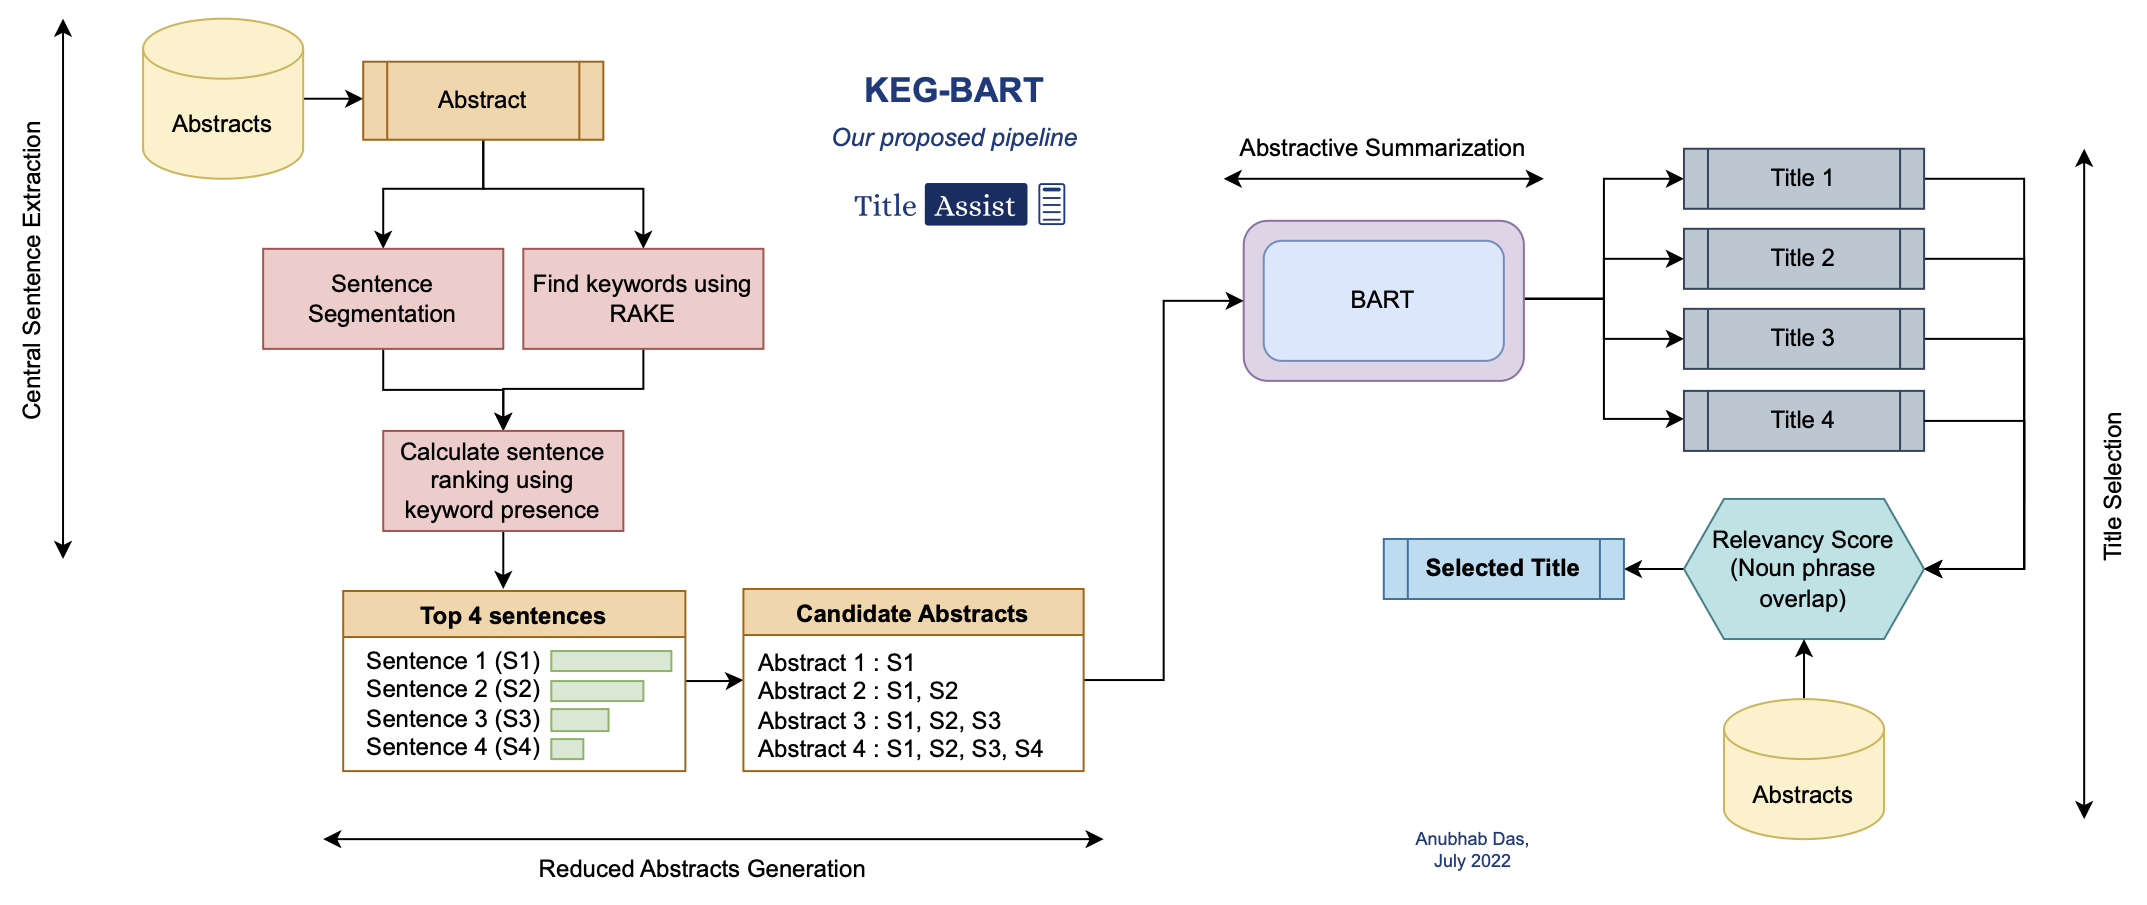 Central Sentence Extraction
Abstracts
Abstract
Sentence
Segmentation
Find keywords using
RAKE
Calculate sentence
ranking using
keyword presence
Top 4 sentences
Sentence 1 (S1)
Sentence 2 (S2)
Sentence 3 (S3)
Sentence 4 (S4)
Candidate Abstracts
Abstract 1 : S1
Abstract 2 : S1, S2
Abstract 3 : S1, S2, S3
Abstract 4 : S1, S2, S3, S4
Reduced Abstracts Generation
KEG-BART
Our proposed pipeline
Title Assist
Abstractive Summarization
BART
Title 1
Title 2
Title 3
Title 4
Title Selection
Relevancy Score
(Noun phrase
overlap)
Selected Title
Abstracts
Anubhab Das,
July 2022